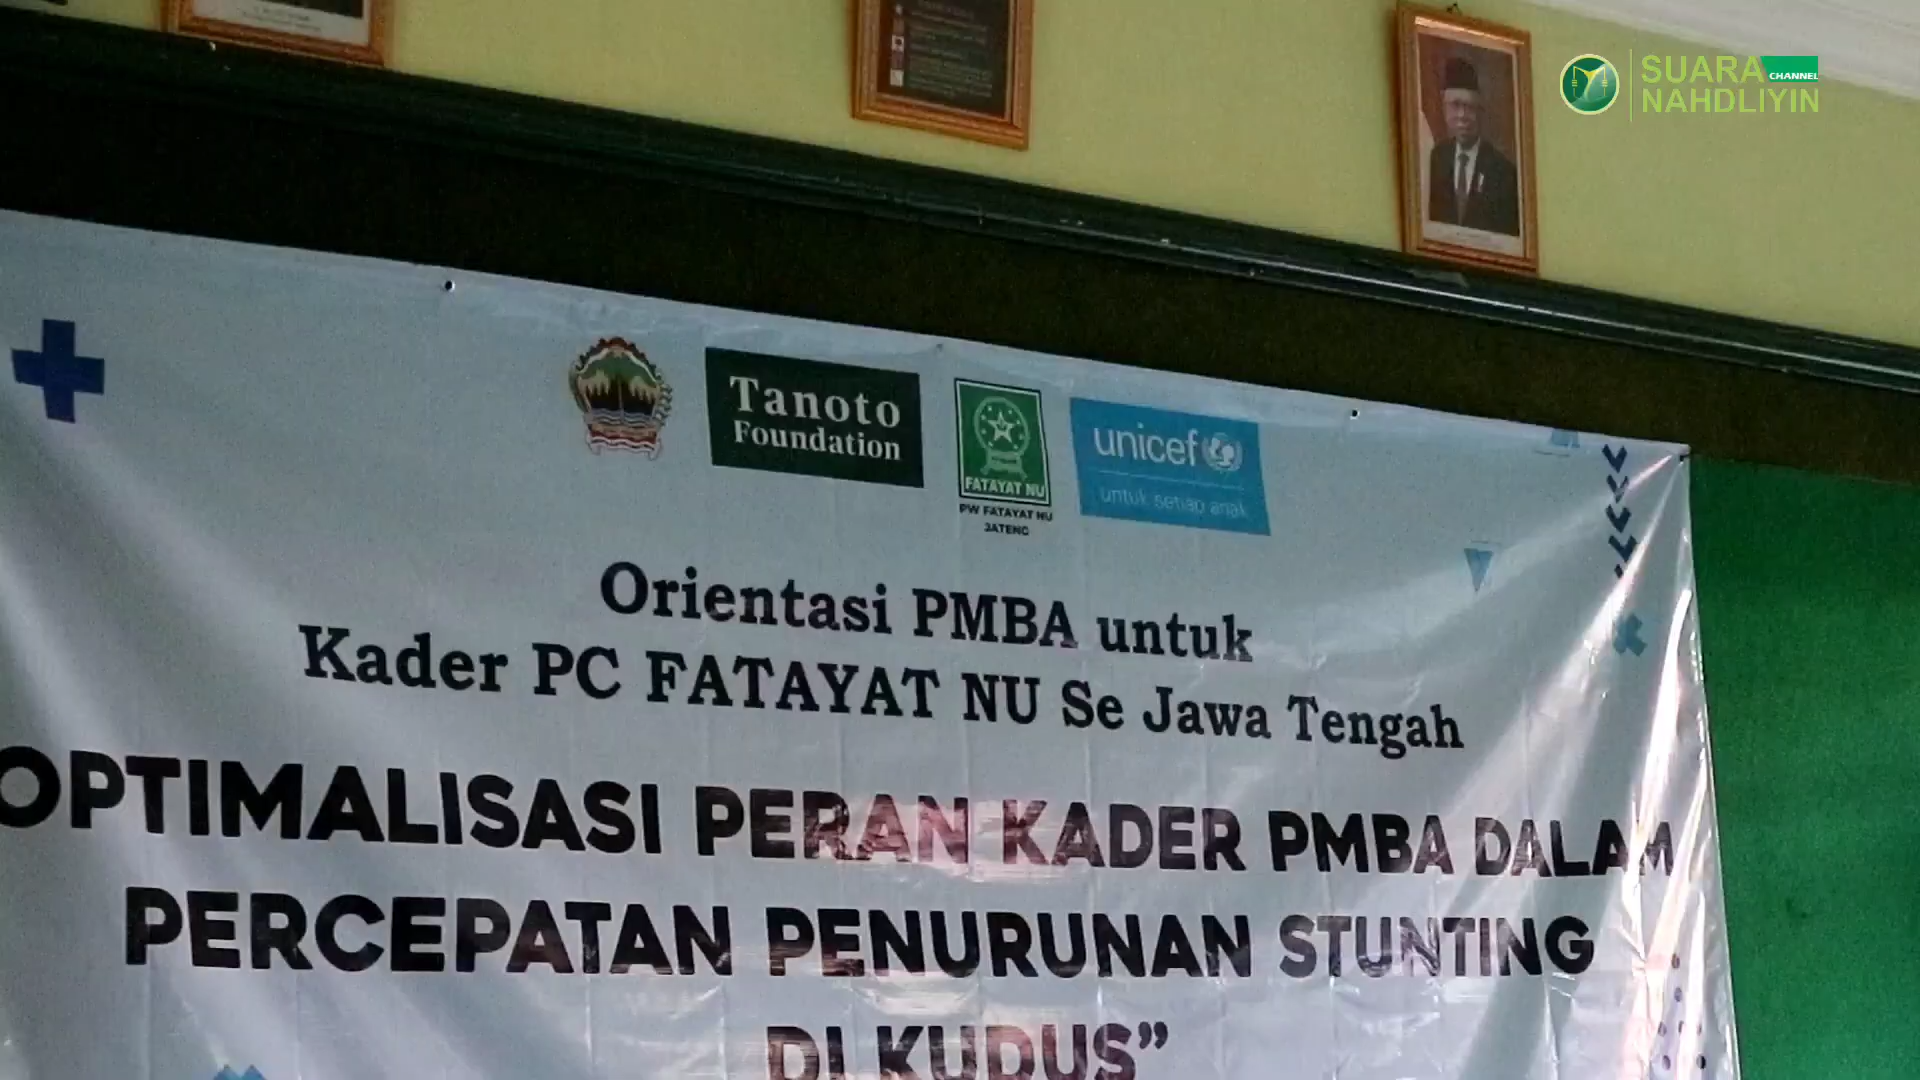 SUARA
CHANNEL
NAHDLIYIN
Tanoto
Foundation
FATAYAT NU
PW FATAYAT NU
JATENG
unicef
untuk setiap anak
Orientasi PMBA untuk
Kader PC FATAYAT NU Se Jawa Tengah
OPTIMALISASI PERAN KADER PMBA DALAM
PERCEPATAN PENURUNAN STUNTING
DI KUDUS”